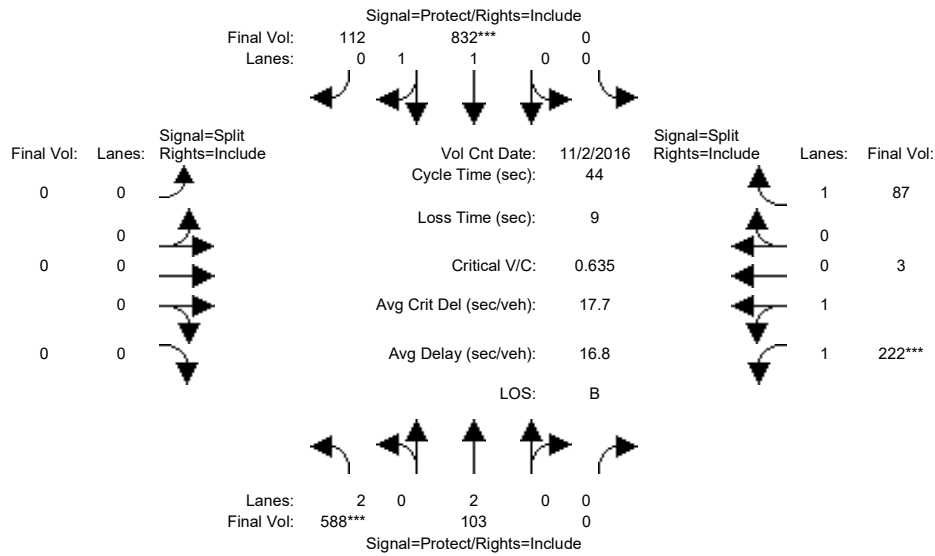 Signal=Protect/Rights=Include
Final Vol: 112 832*** 0
Lanes: 0 1 1 0 0
Signal=Split
Final Vol: Lanes: Rights=Include
Vol Cnt Date: 11/2/2016
Signal=Split
Rights=Include Lanes: Final Vol:
Cycle Time (sec): 44
0 0 1 87
Loss Time (sec): 9
0 0
0 0 Critical V/C: 0.635 0 3
0 Avg Crit Del (sec/veh): 17.7 1
0 0 Avg Delay (sec/veh): 16.8 1 222***
LOS: B
Lanes: 2 0 2 0 0
Final Vol: 588*** 103 0
Signal=Protect/Rights=Include